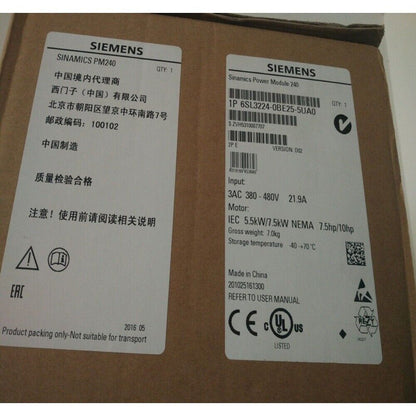 SIEMENS
SINAMICS PM240
QTY: 1
中国境内代理商
西门子（中国）有限公司
北京市朝阳区望京中环南路7号
邮政编码：100102
中国制造
质量检验合格
注意！使用前请阅读相关说明
EAC
2016 05
Product packing only-Not suitable for transport
SIEMENS
Sinamics Power Module 240
QTY: 1
1P 6SL3224-0BE25-5UA0
2P E
VERSION: D02
Input:
3AC 380 - 480V 21.9A
Motor:
IEC 5.5kW/7.5kW NEMA 7.5hp/10hp
Gross weight: 7.0kg
Storage temperature -40 -+70°C
Made in China
201025161300
REFER TO USER MANUAL
CE
UL
LISTED